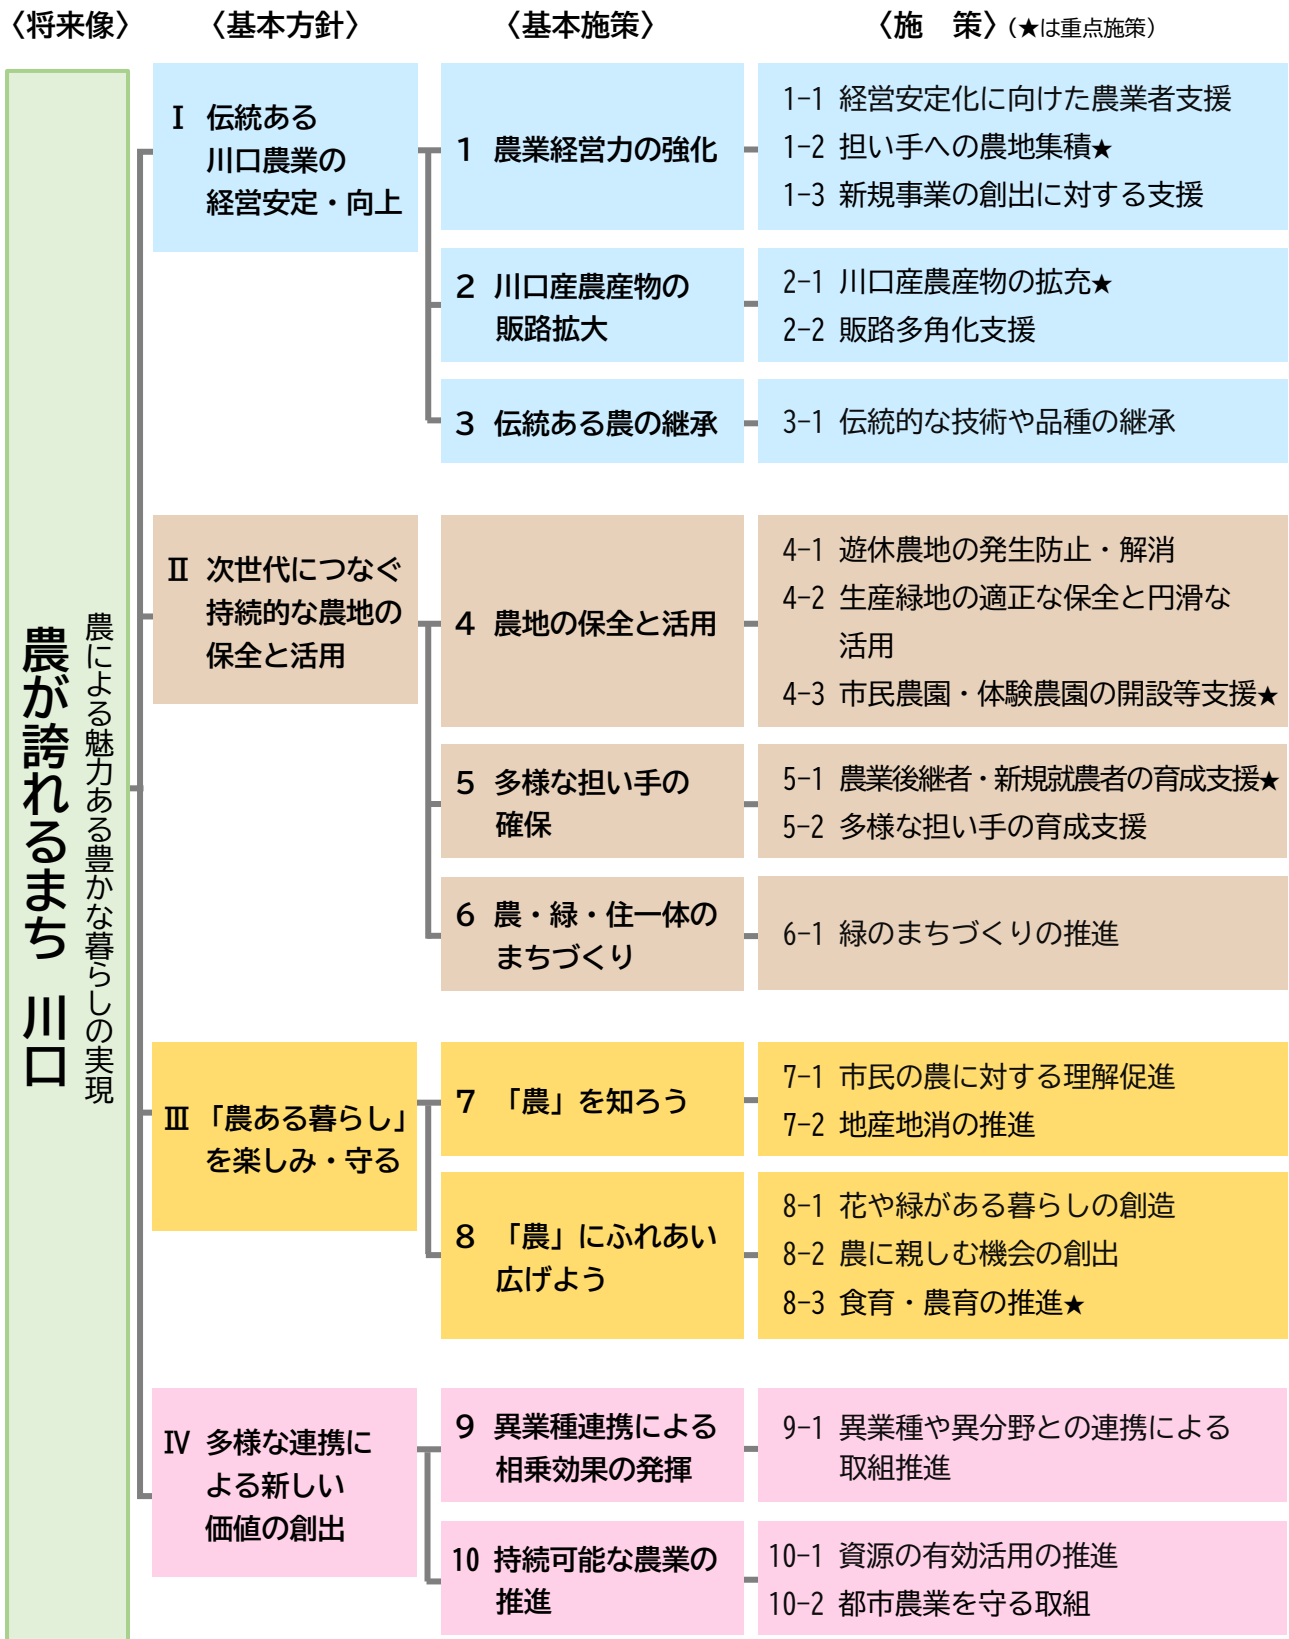 〈将来像〉 〈基本方針〉 〈基本施策〉 〈施　策〉(★は重点施策)
農が誇れるまち　川口
農による魅力ある豊かな暮らしの実現
Ⅰ 伝統ある
川口農業の
経営安定・向上
1 農業経営力の強化
1-1 経営安定化に向けた農業者支援
1-2 担い手への農地集積★
1-3 新規事業の創出に対する支援
2 川口産農産物の
販路拡大
2-1 川口産農産物の拡充★
2-2 販路多角化支援
3 伝統ある農の継承
3-1 伝統的な技術や品種の継承
Ⅱ 次世代につなぐ
持続的な農地の
保全と活用
4 農地の保全と活用
4-1 遊休農地の発生防止・解消
4-2 生産緑地の適正な保全と円滑な
活用
4-3 市民農園・体験農園の開設等支援★
5 多様な担い手の
確保
5-1 農業後継者・新規就農者の育成支援★
5-2 多様な担い手の育成支援
6 農・緑・住一体の
まちづくり
6-1 緑のまちづくりの推進
Ⅲ 「農ある暮らし」
を楽しみ・守る
7 「農」を知ろう
7-1 市民の農に対する理解促進
7-2 地産地消の推進
8 「農」にふれあい
広げよう
8-1 花や緑がある暮らしの創造
8-2 農に親しむ機会の創出
8-3 食育・農育の推進★
Ⅳ 多様な連携に
よる新しい
価値の創出
9 異業種連携による
相乗効果の発揮
9-1 異業種や異分野との連携による
取組推進
10 持続可能な農業の
推進
10-1 資源の有効活用の推進
10-2 都市農業を守る取組